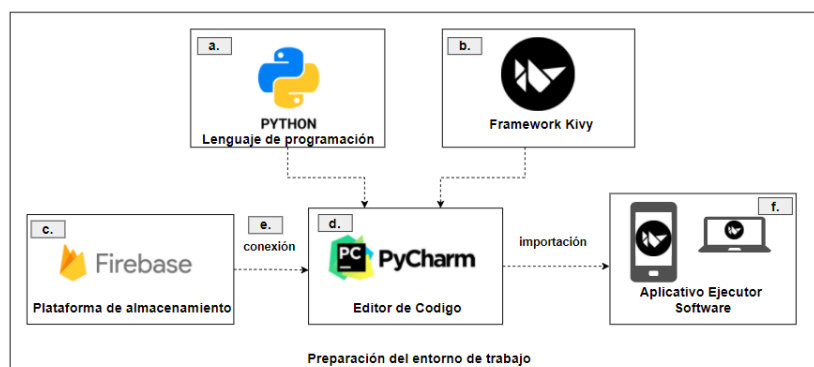 a.
PYTHON
Lenguaje de programación
b.
Framework Kivy
c.
Firebase
Plataforma de almacenamiento
e.
conexión
d.
PC
PyCharm
Editor de Codigo
importación
f.
Aplicativo Ejecutor
Software
Preparación del entorno de trabajo